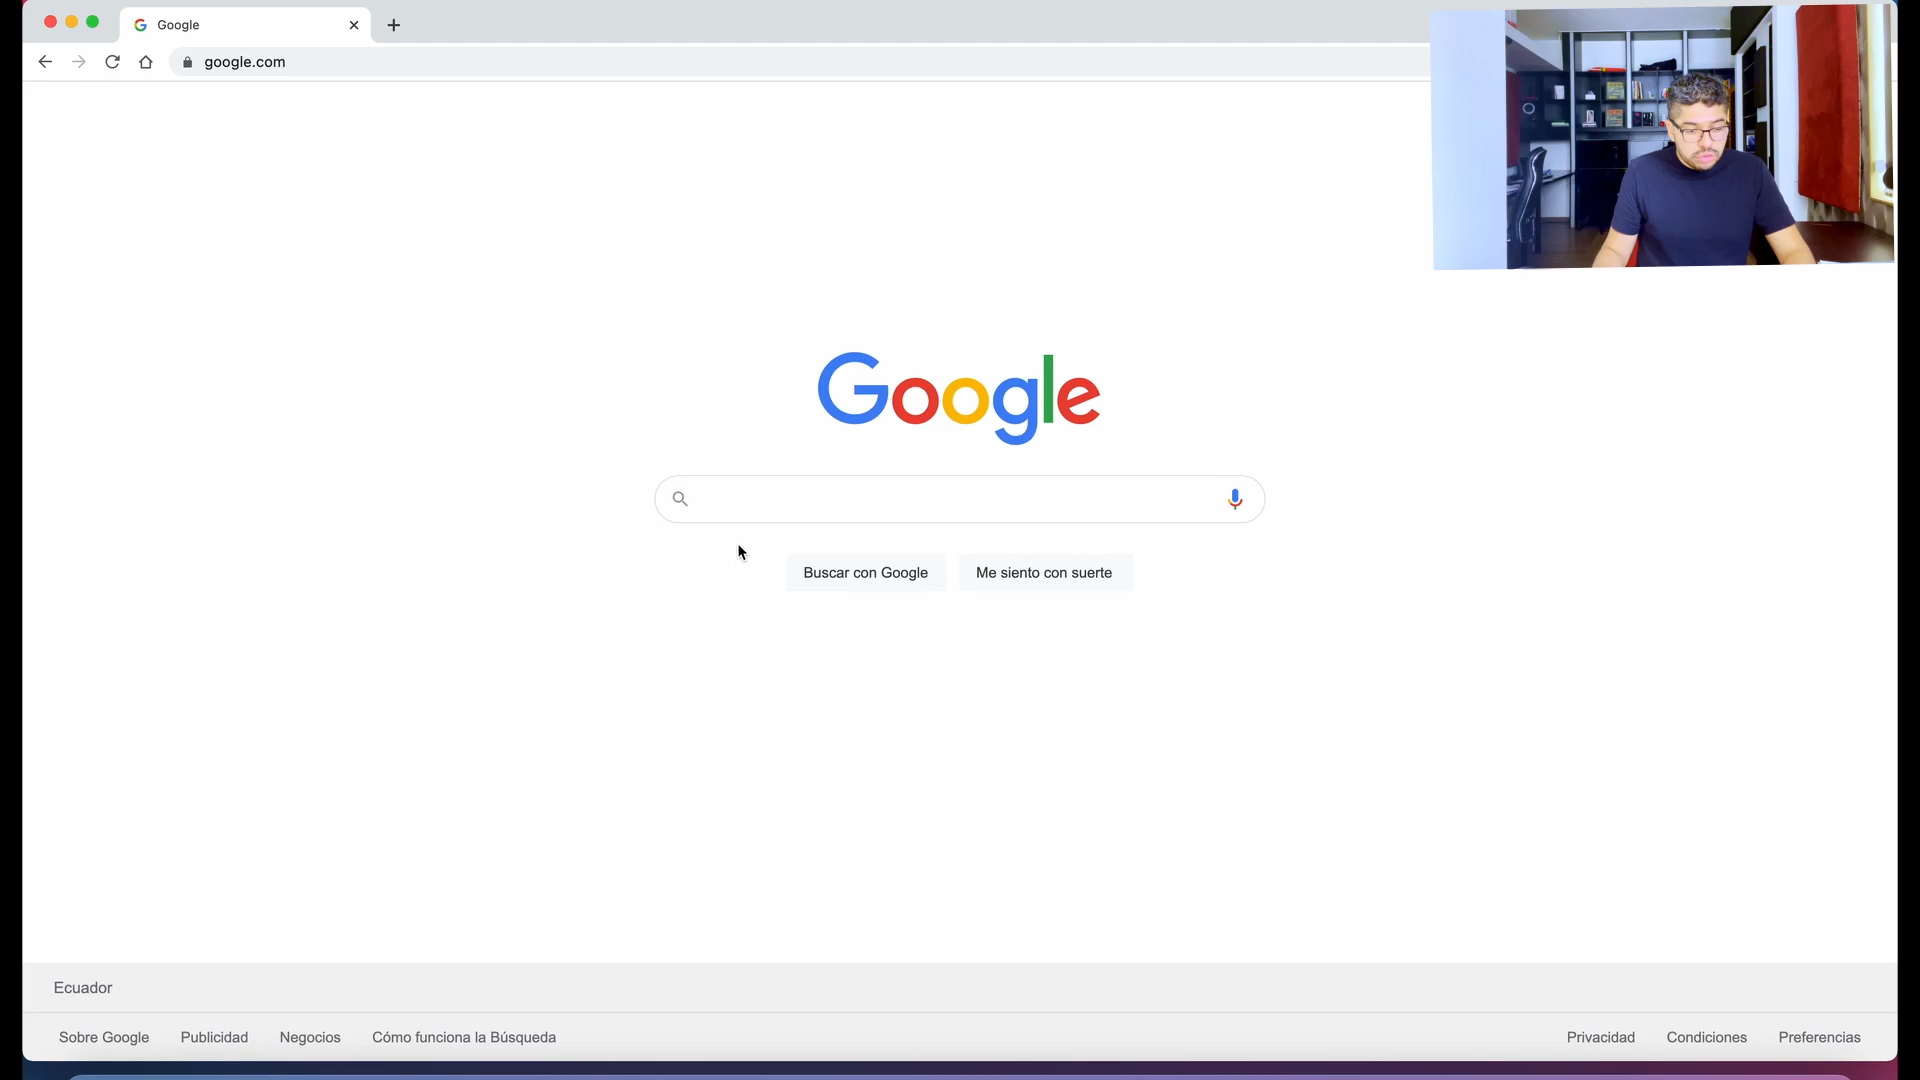 Google
google.com
Google
Buscar con Google
Me siento con suerte
Ecuador
Sobre Google
Publicidad
Negocios
Cómo funciona la Búsqueda
Privacidad
Condiciones
Preferencias